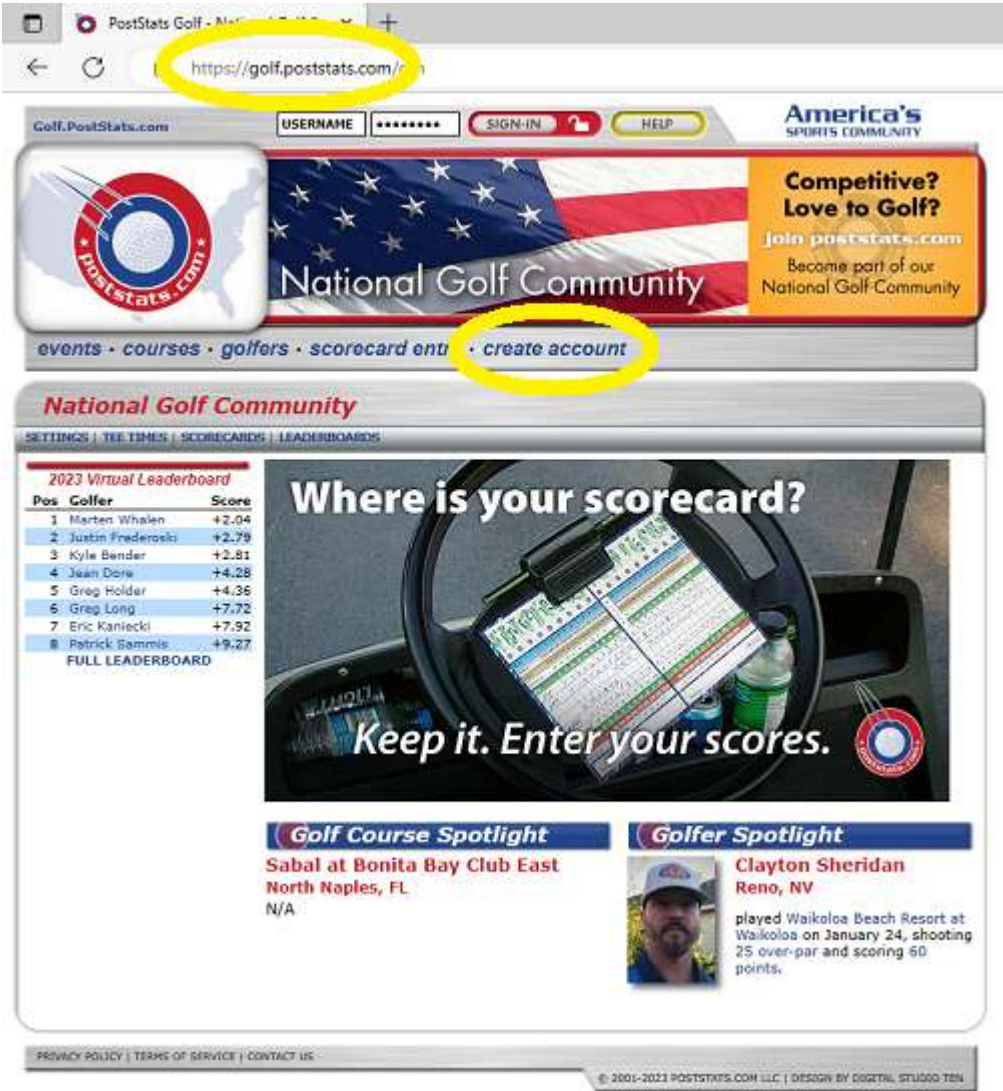 PostStats Golf - National Golf C
https://golf.poststats.com/
Golf.PostStats.com
USERNAME
SIGN-IN
HELP
America's
SPORTS COMMUNITY
poststats.com
National Golf Community
Competitive?
Love to Golf?
join poststats.com
Become part of our
National Golf Community
events • courses • golfers • scorecard entr • create account
National Golf Community
SETTINGS | TEE TIMES | SCORECARDS | LEADERBOARDS
2023 Virtual Leaderboard
Pos Golfer Score
1 Marten Whalen +2.04
2 Justin Frederoski +2.79
3 Kyle Bender +2.81
4 Jean Dore +4.28
5 Greg Holder +4.36
6 Greg Long +7.72
7 Eric Kaniecki +7.92
8 Patrick Sammis +9.27
FULL LEADERBOARD
Where is your scorecard?
Keep it. Enter your scores.
poststats.com
Golf Course Spotlight
Sabal at Bonita Bay Club East
North Naples, FL
N/A
Golfer Spotlight
Clayton Sheridan
Reno, NV
played Waikoloa Beach Resort at
Waikoloa on January 24, shooting
25 over-par and scoring 60
points.
PRIVACY POLICY | TERMS OF SERVICE | CONTACT US
© 2001-2023 POSTSTATS.COM LLC | DESIGN BY DIGITAL STUDIO TEN